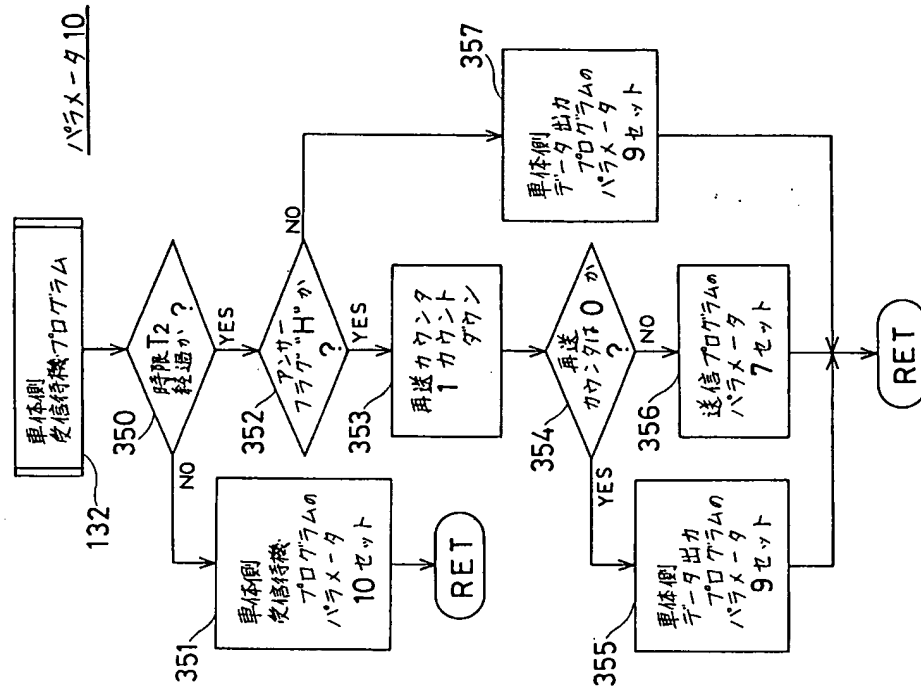 パラメータ10
車体側
受信待機プログラム
132
350
時限T2
経過か?
NO
YES
351
車体側
受信待機
プログラムの
パラメータ
10セット
RET
352
アンサー
フラグ"H"か
?
NO
YES
353
再送カウンタ
1カウント
ダウン
354
再送
カウンタは0か
?
YES
NO
355
車体側
データ出力
プログラムの
パラメータ
9セット
356
送信プログラムの
パラメータ
7セット
357
車体側
データ出力
プログラムの
パラメータ
9セット
RET